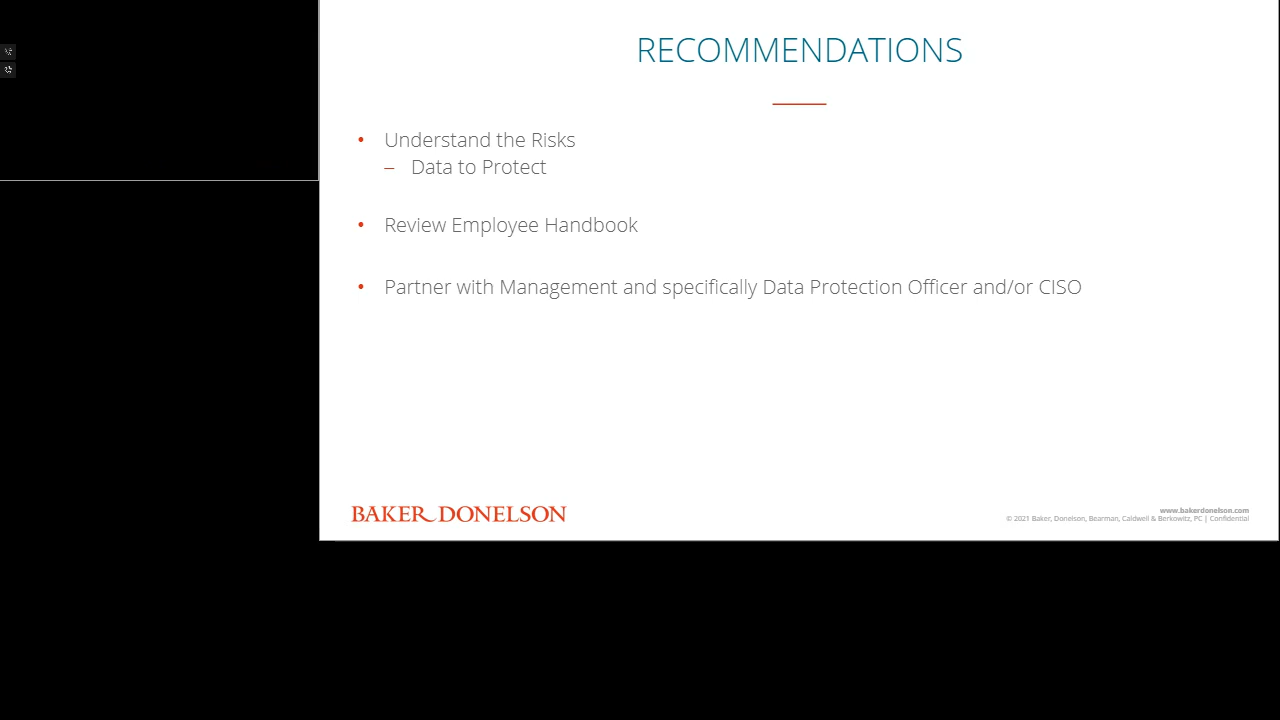 RECOMMENDATIONS
• Understand the Risks
– Data to Protect
• Review Employee Handbook
• Partner with Management and specifically Data Protection Officer and/or CISO
BAKER DONELSON
www.bakerdonelson.com
© 2021 Baker, Donelson, Bearman, Caldwell & Berkowitz, PC | Confidential